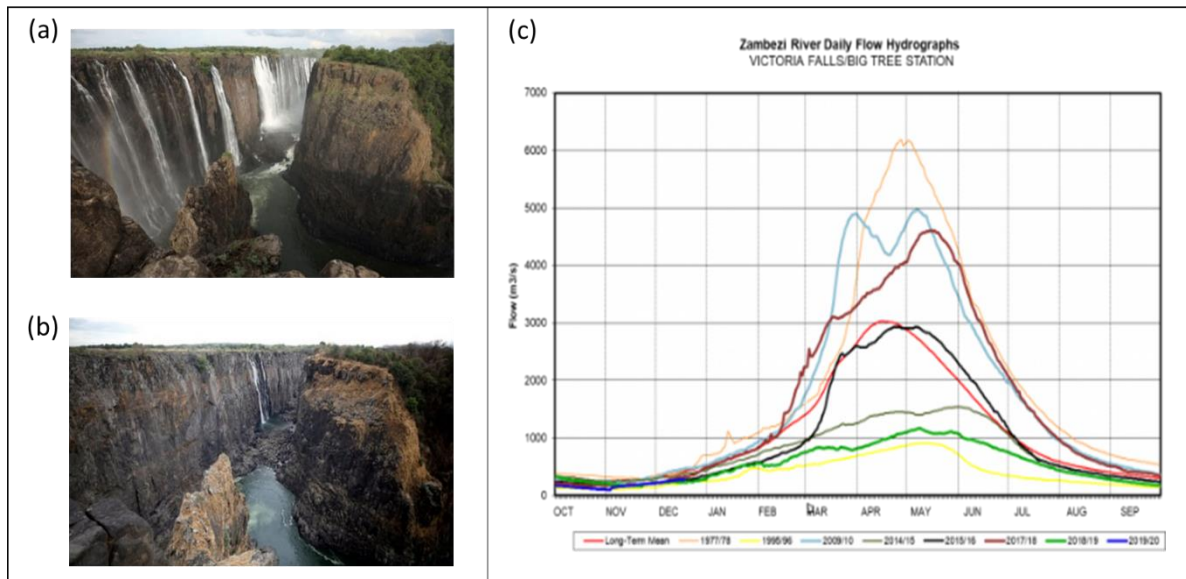 (a)
(b)
(c)
Zambezi River Daily Flow Hydrographs
VICTORIA FALLS/BIG TREE STATION
Flow (m3/s)
7000
6000
5000
4000
3000
2000
1000
0
OCT NOV DEC JAN FEB MAR APR MAY JUN JUL AUG SEP
Long-Term Mean 1977/78 1995/96 2009/10 2014/15 2015/16 2017/18 2018/19 2019/20